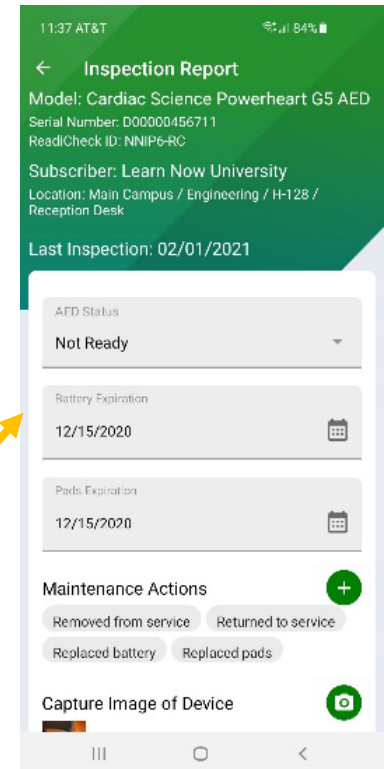 11:37 AT&T 84%
Inspection Report
Model: Cardiac Science Powerheart G5 AED
Serial Number: D00000456711
ReadiCheck ID: NNIP6-RC
Subscriber: Learn Now University
Location: Main Campus / Engineering / H-128 /
Reception Desk
Last Inspection: 02/01/2021
AED Status
Not Ready
Battery Expiration
12/15/2020
Pads Expiration
12/15/2020
Maintenance Actions
Removed from service Returned to service
Replaced battery Replaced pads
Capture Image of Device